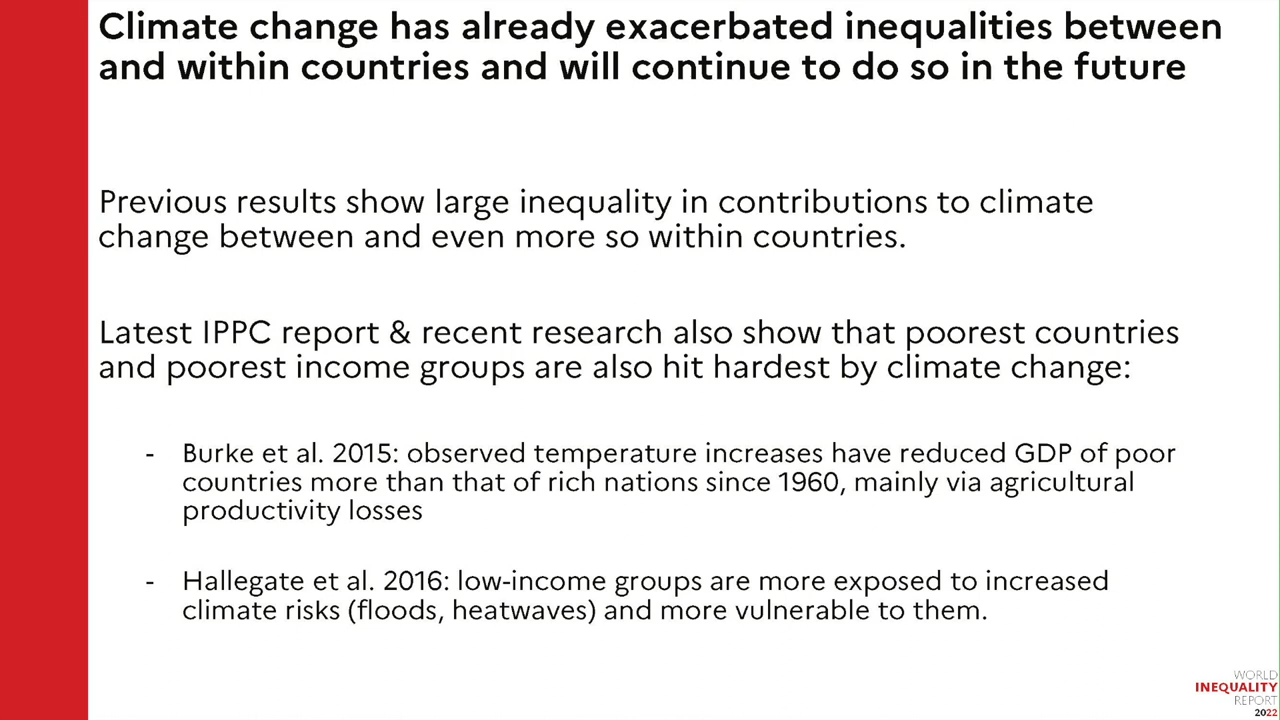 Climate change has already exacerbated inequalities between
and within countries and will continue to do so in the future
Previous results show large inequality in contributions to climate
change between and even more so within countries.
Latest IPPC report & recent research also show that poorest countries
and poorest income groups are also hit hardest by climate change:
- Burke et al. 2015: observed temperature increases have reduced GDP of poor
countries more than that of rich nations since 1960, mainly via agricultural
productivity losses
- Hallegate et al. 2016: low-income groups are more exposed to increased
climate risks (floods, heatwaves) and more vulnerable to them.
WORLD
INEQUALITY
REPORT
2022